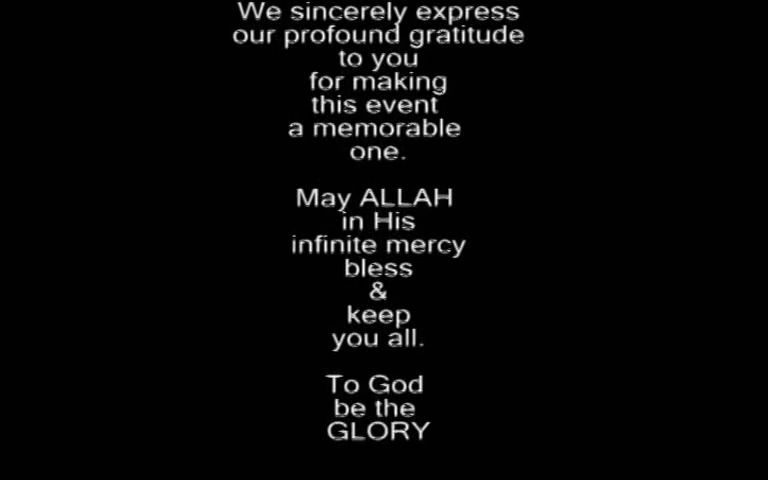 We sincerely express
our profound gratitude
to you
for making
this event
a memorable
one.
May ALLAH
in His
infinite mercy
bless
&
keep
you all.
To God
be the
GLORY